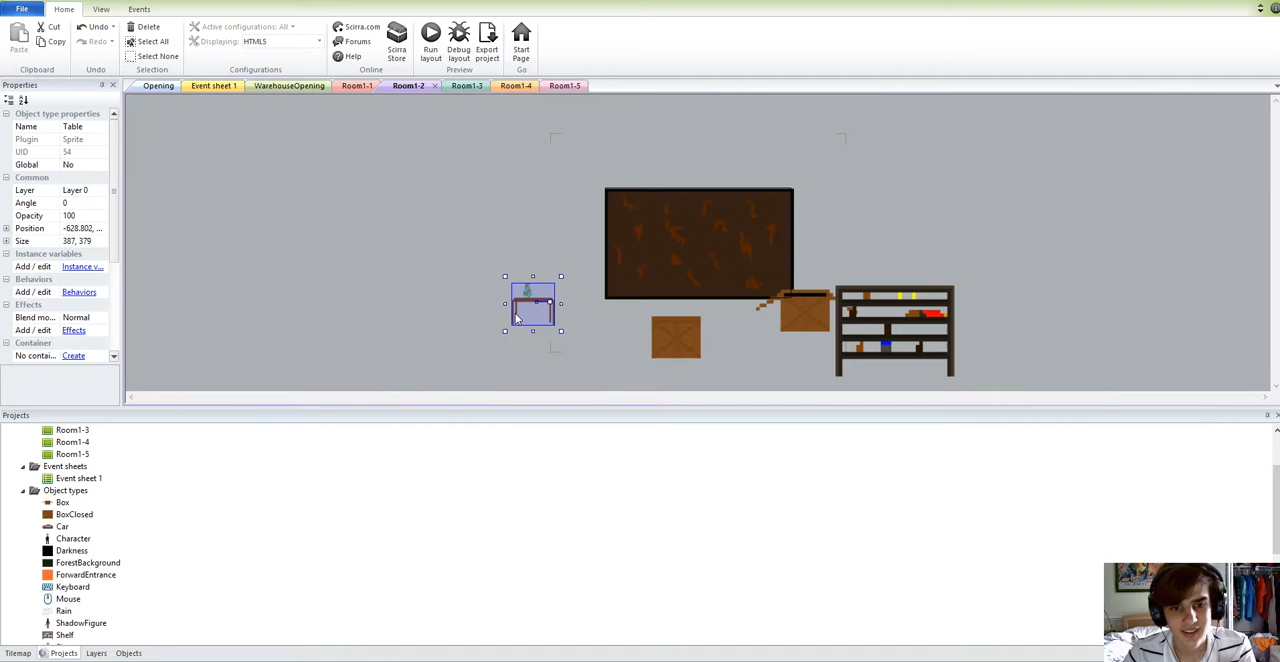 File Home View Events
Paste Cut Copy Clipboard
Undo Redo Undo
Delete Select All Select None Selection
Active configurations: All Displaying: HTML5 Configurations
Scirra.com Forums Help Scirra Store Online
Run layout Debug layout Export project Preview
Start Page Go
Properties
Opening Event sheet 1 WarehouseOpening Room1-1 Room1-2 Room1-3 Room1-4 Room1-5
Object type properties
Name Table
Plugin Sprite
UID 54
Global No
Common
Layer Layer 0
Angle 0
Opacity 100
Position -628.802, ...
Size 387, 379
Instance variables
Add / edit Instance v...
Behaviors
Add / edit Behaviors
Effects
Blend mo... Normal
Add / edit Effects
Container
No contai... Create
Projects
Room1-3
Room1-4
Room1-5
Event sheets
Event sheet 1
Object types
Box
BoxClosed
Car
Character
Darkness
ForestBackground
ForwardEntrance
Keyboard
Mouse
Rain
ShadowFigure
Shelf
Tilemap Projects Layers Objects